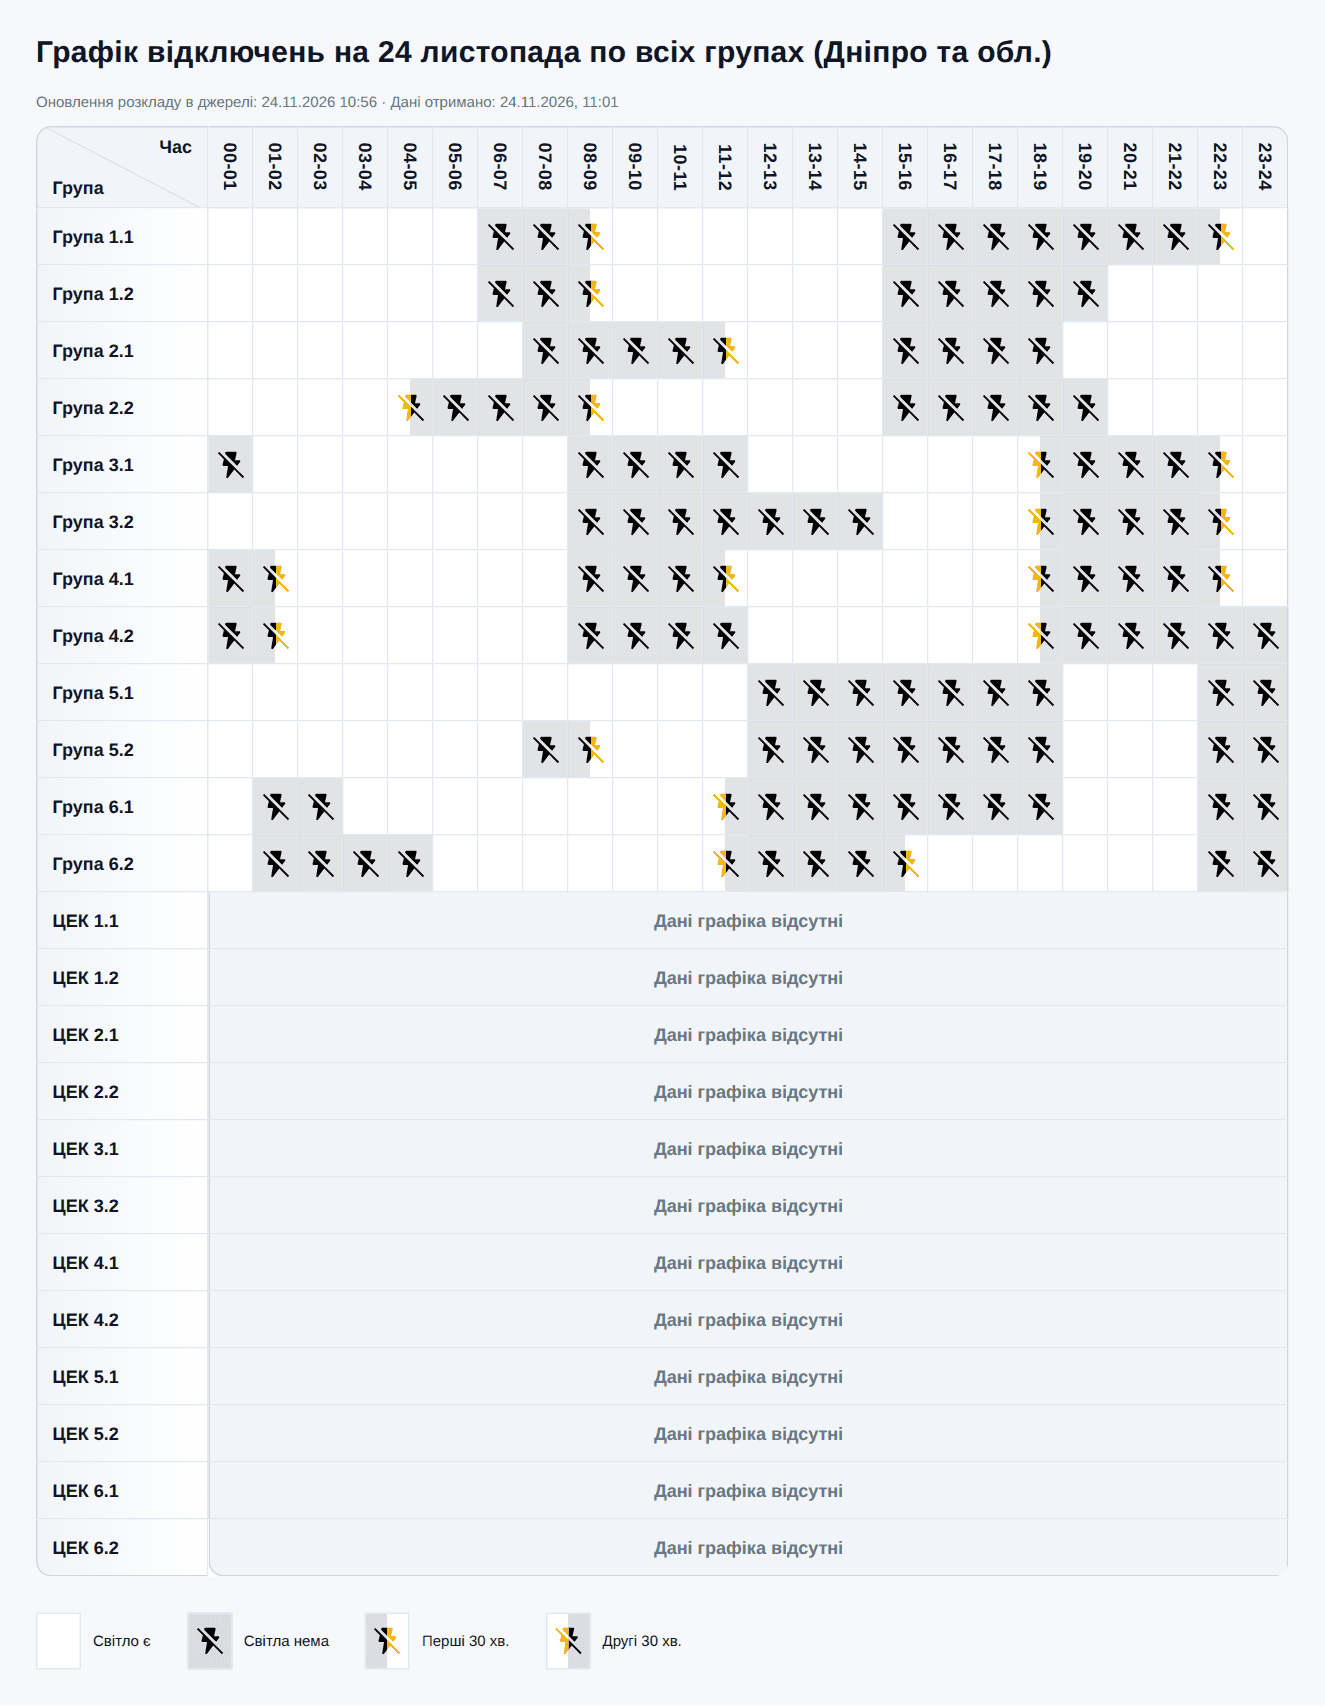 Графік відключень на 24 листопада по всіх групах (Дніпро та обл.)
Оновлення розкладу в джерелі: 24.11.2026 10:56 · Дані отримано: 24.11.2026, 11:01
Час
Група
00-01 01-02 02-03 03-04 04-05 05-06 06-07 07-08 08-09 09-10 10-11 11-12 12-13 13-14 14-15 15-16 16-17 17-18 18-19 19-20 20-21 21-22 22-23 23-24
Група 1.1
Група 1.2
Група 2.1
Група 2.2
Група 3.1
Група 3.2
Група 4.1
Група 4.2
Група 5.1
Група 5.2
Група 6.1
Група 6.2
ЦЕК 1.1 Дані графіка відсутні
ЦЕК 1.2 Дані графіка відсутні
ЦЕК 2.1 Дані графіка відсутні
ЦЕК 2.2 Дані графіка відсутні
ЦЕК 3.1 Дані графіка відсутні
ЦЕК 3.2 Дані графіка відсутні
ЦЕК 4.1 Дані графіка відсутні
ЦЕК 4.2 Дані графіка відсутні
ЦЕК 5.1 Дані графіка відсутні
ЦЕК 5.2 Дані графіка відсутні
ЦЕК 6.1 Дані графіка відсутні
ЦЕК 6.2 Дані графіка відсутні
Світло є Світла нема Перші 30 хв. Другі 30 хв.